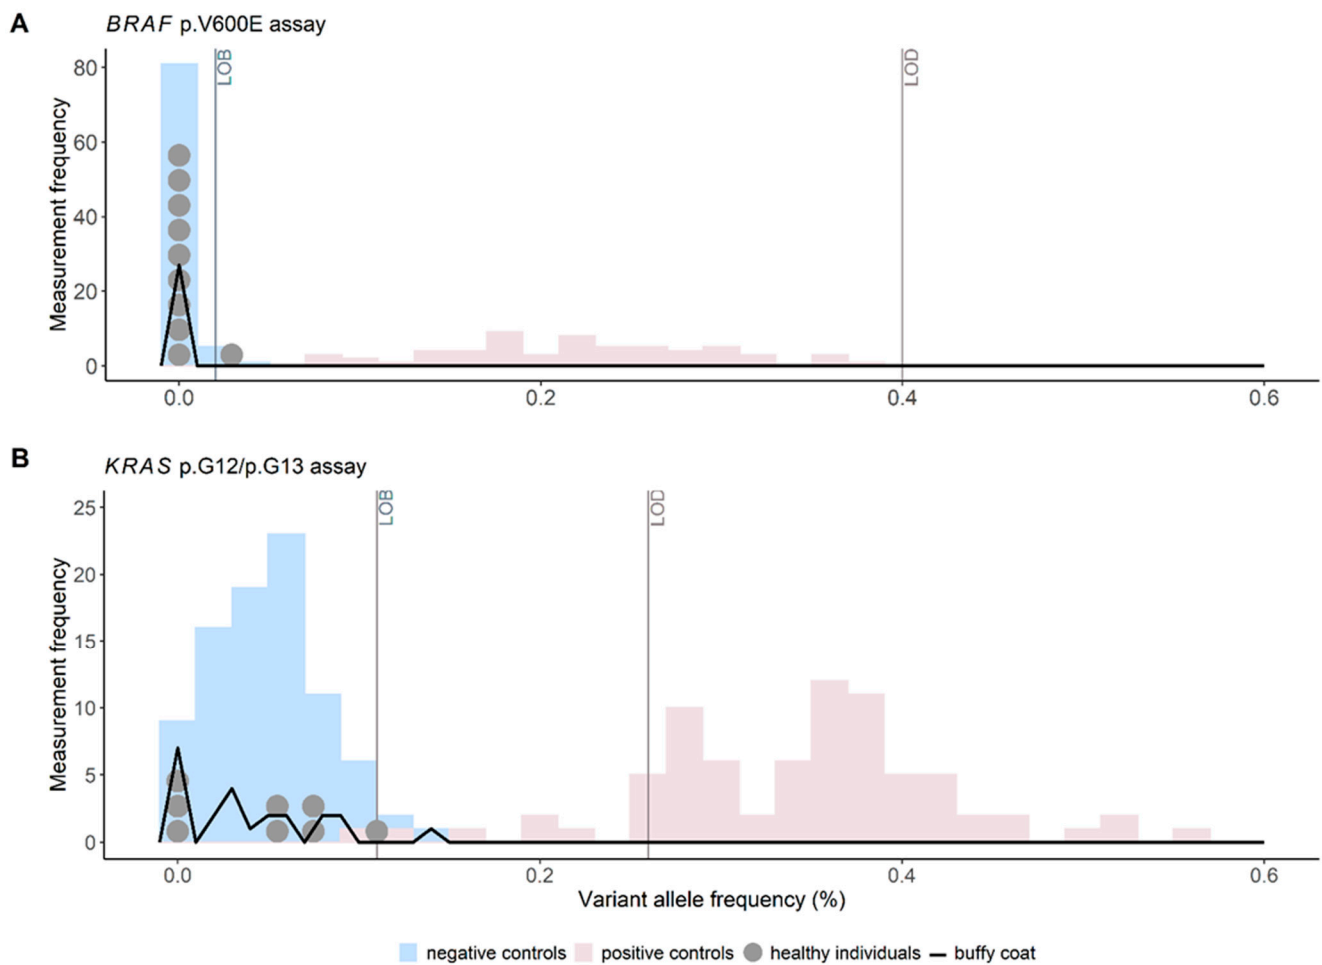 A
BRAF p.V600E assay
Measurement frequency
80
60
40
20
0
LOB
LOD
0.0 0.2 0.4 0.6
B
KRAS p.G12/p.G13 assay
Measurement frequency
25
20
15
10
5
0
LOB
LOD
0.0 0.2 0.4 0.6
Variant allele frequency (%)
negative controls positive controls healthy individuals buffy coat